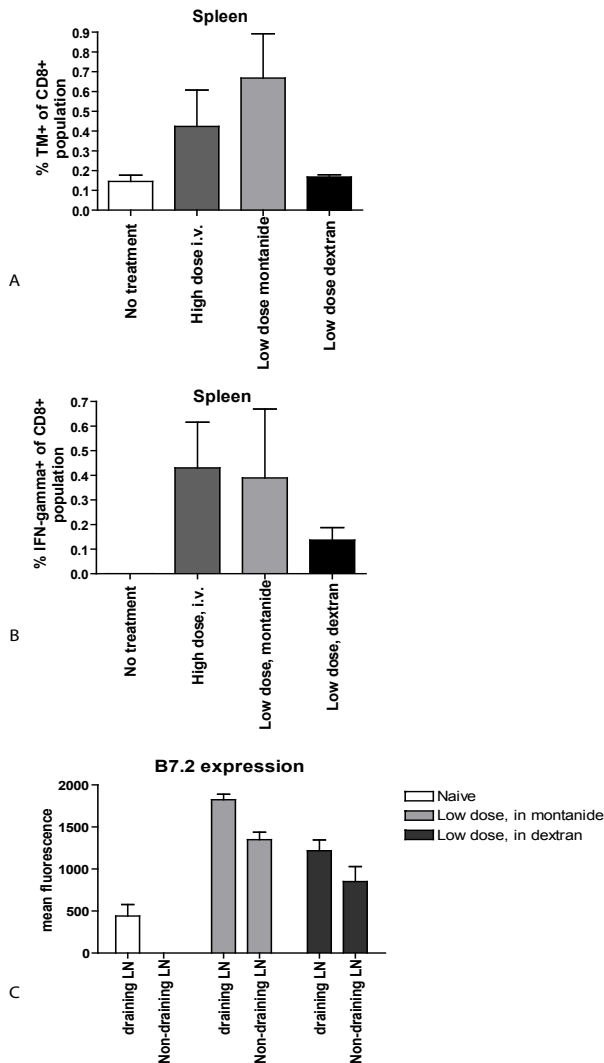 Spleen
% TM+ of CD8+
population
0.9
0.8
0.7
0.6
0.5
0.4
0.3
0.2
0.1
0.0
No treatment
High dose i.v.
Low dose montanide
Low dose dextran
A
Spleen
% IFN-gamma+ of CD8+
population
0.7
0.6
0.5
0.4
0.3
0.2
0.1
0.0
No treatment
High dose, i.v.
Low dose, montanide
Low dose, dextran
B
B7.2 expression
mean fluorescence
2000
1500
1000
500
0
draining LN
Non-draining LN
draining LN
Non-draining LN
draining LN
Non-draining LN
Naive
Low dose, in montanide
Low dose, in dextran
C